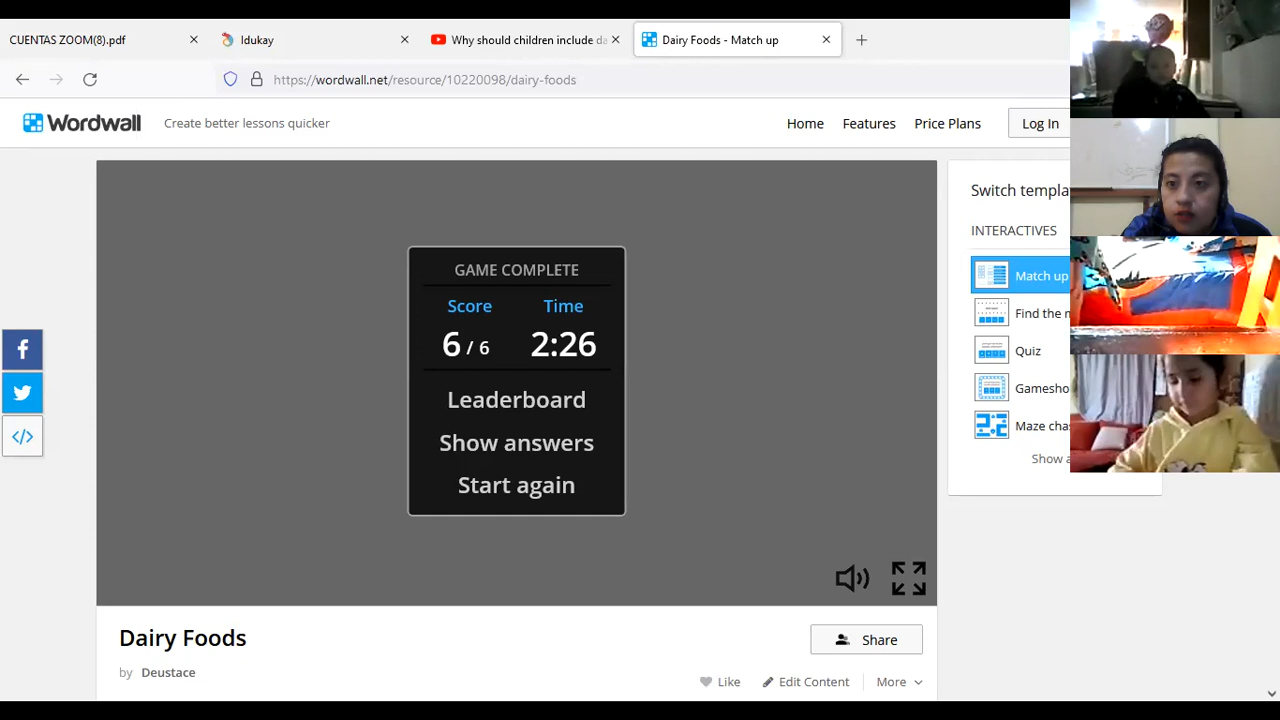 CUENTAS ZOOM(8).pdf
Idukay
Why should children include da
Dairy Foods - Match up
https://wordwall.net/resource/10220098/dairy-foods
Wordwall
Create better lessons quicker
Home
Features
Price Plans
Log In
Switch templa
INTERACTIVES
GAME COMPLETE
Score
Time
6 / 6
2:26
Leaderboard
Show answers
Start again
Match up
Find the m
Quiz
Gamesho
Maze chas
Show a
Dairy Foods
by Deustace
Share
Like
Edit Content
More